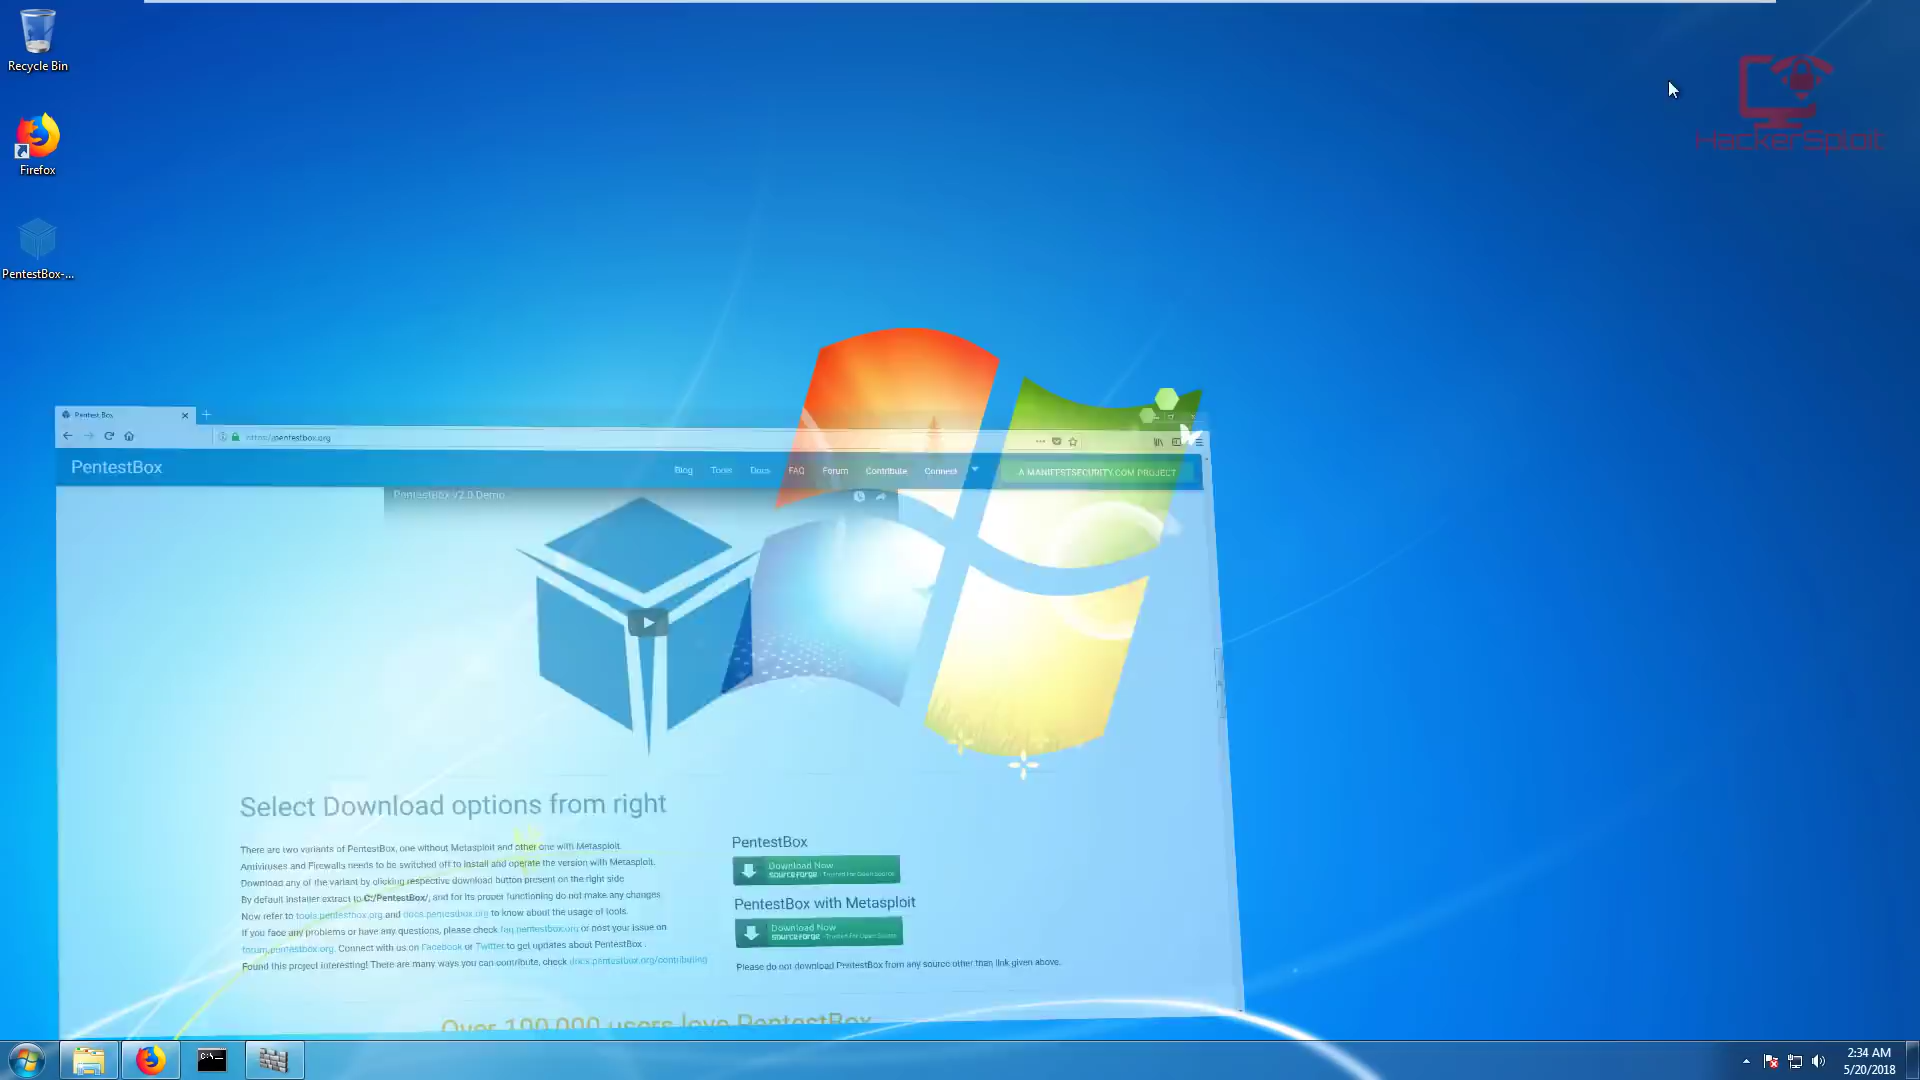 Recycle Bin
Firefox
PentestBox-...
HackerSploit
Pentest Box
https://pentestbox.org
PentestBox
Blog Tools Docs FAQ Forum Contribute Connect
A MANIFESTSECURITY.COM PROJECT
PentestBox v2.0 Demo
Select Download options from right
There are two variants of PentestBox, one without Metasploit and other one with Metasploit.
Antiviruses and Firewalls needs to be switched off to install and operate the version with Metasploit.
Download any of the variant by clicking respective download button present on the right side
By default installer extract to C:/PentestBox/, and for its proper functioning do not make any changes
Now refer to tools.pentestbox.org and docs.pentestbox.org to know about the usage of tools.
If you face any problems or have any questions, please check faq.pentestbox.org or post your issue on
forum.pentestbox.org. Connect with us on Facebook or Twitter to get updates about PentestBox .
Found this project interesting! There are many ways you can contribute, check docs.pentestbox.org/contributing
PentestBox
Download Now
SOURCEFORGE - Trusted For Open Source
PentestBox with Metasploit
Download Now
SOURCEFORGE - Trusted For Open Source
Please do not download PentestBox from any source other than link given above.
Over 100,000 users love PentestBox
C:\_
2:34 AM
5/20/2018